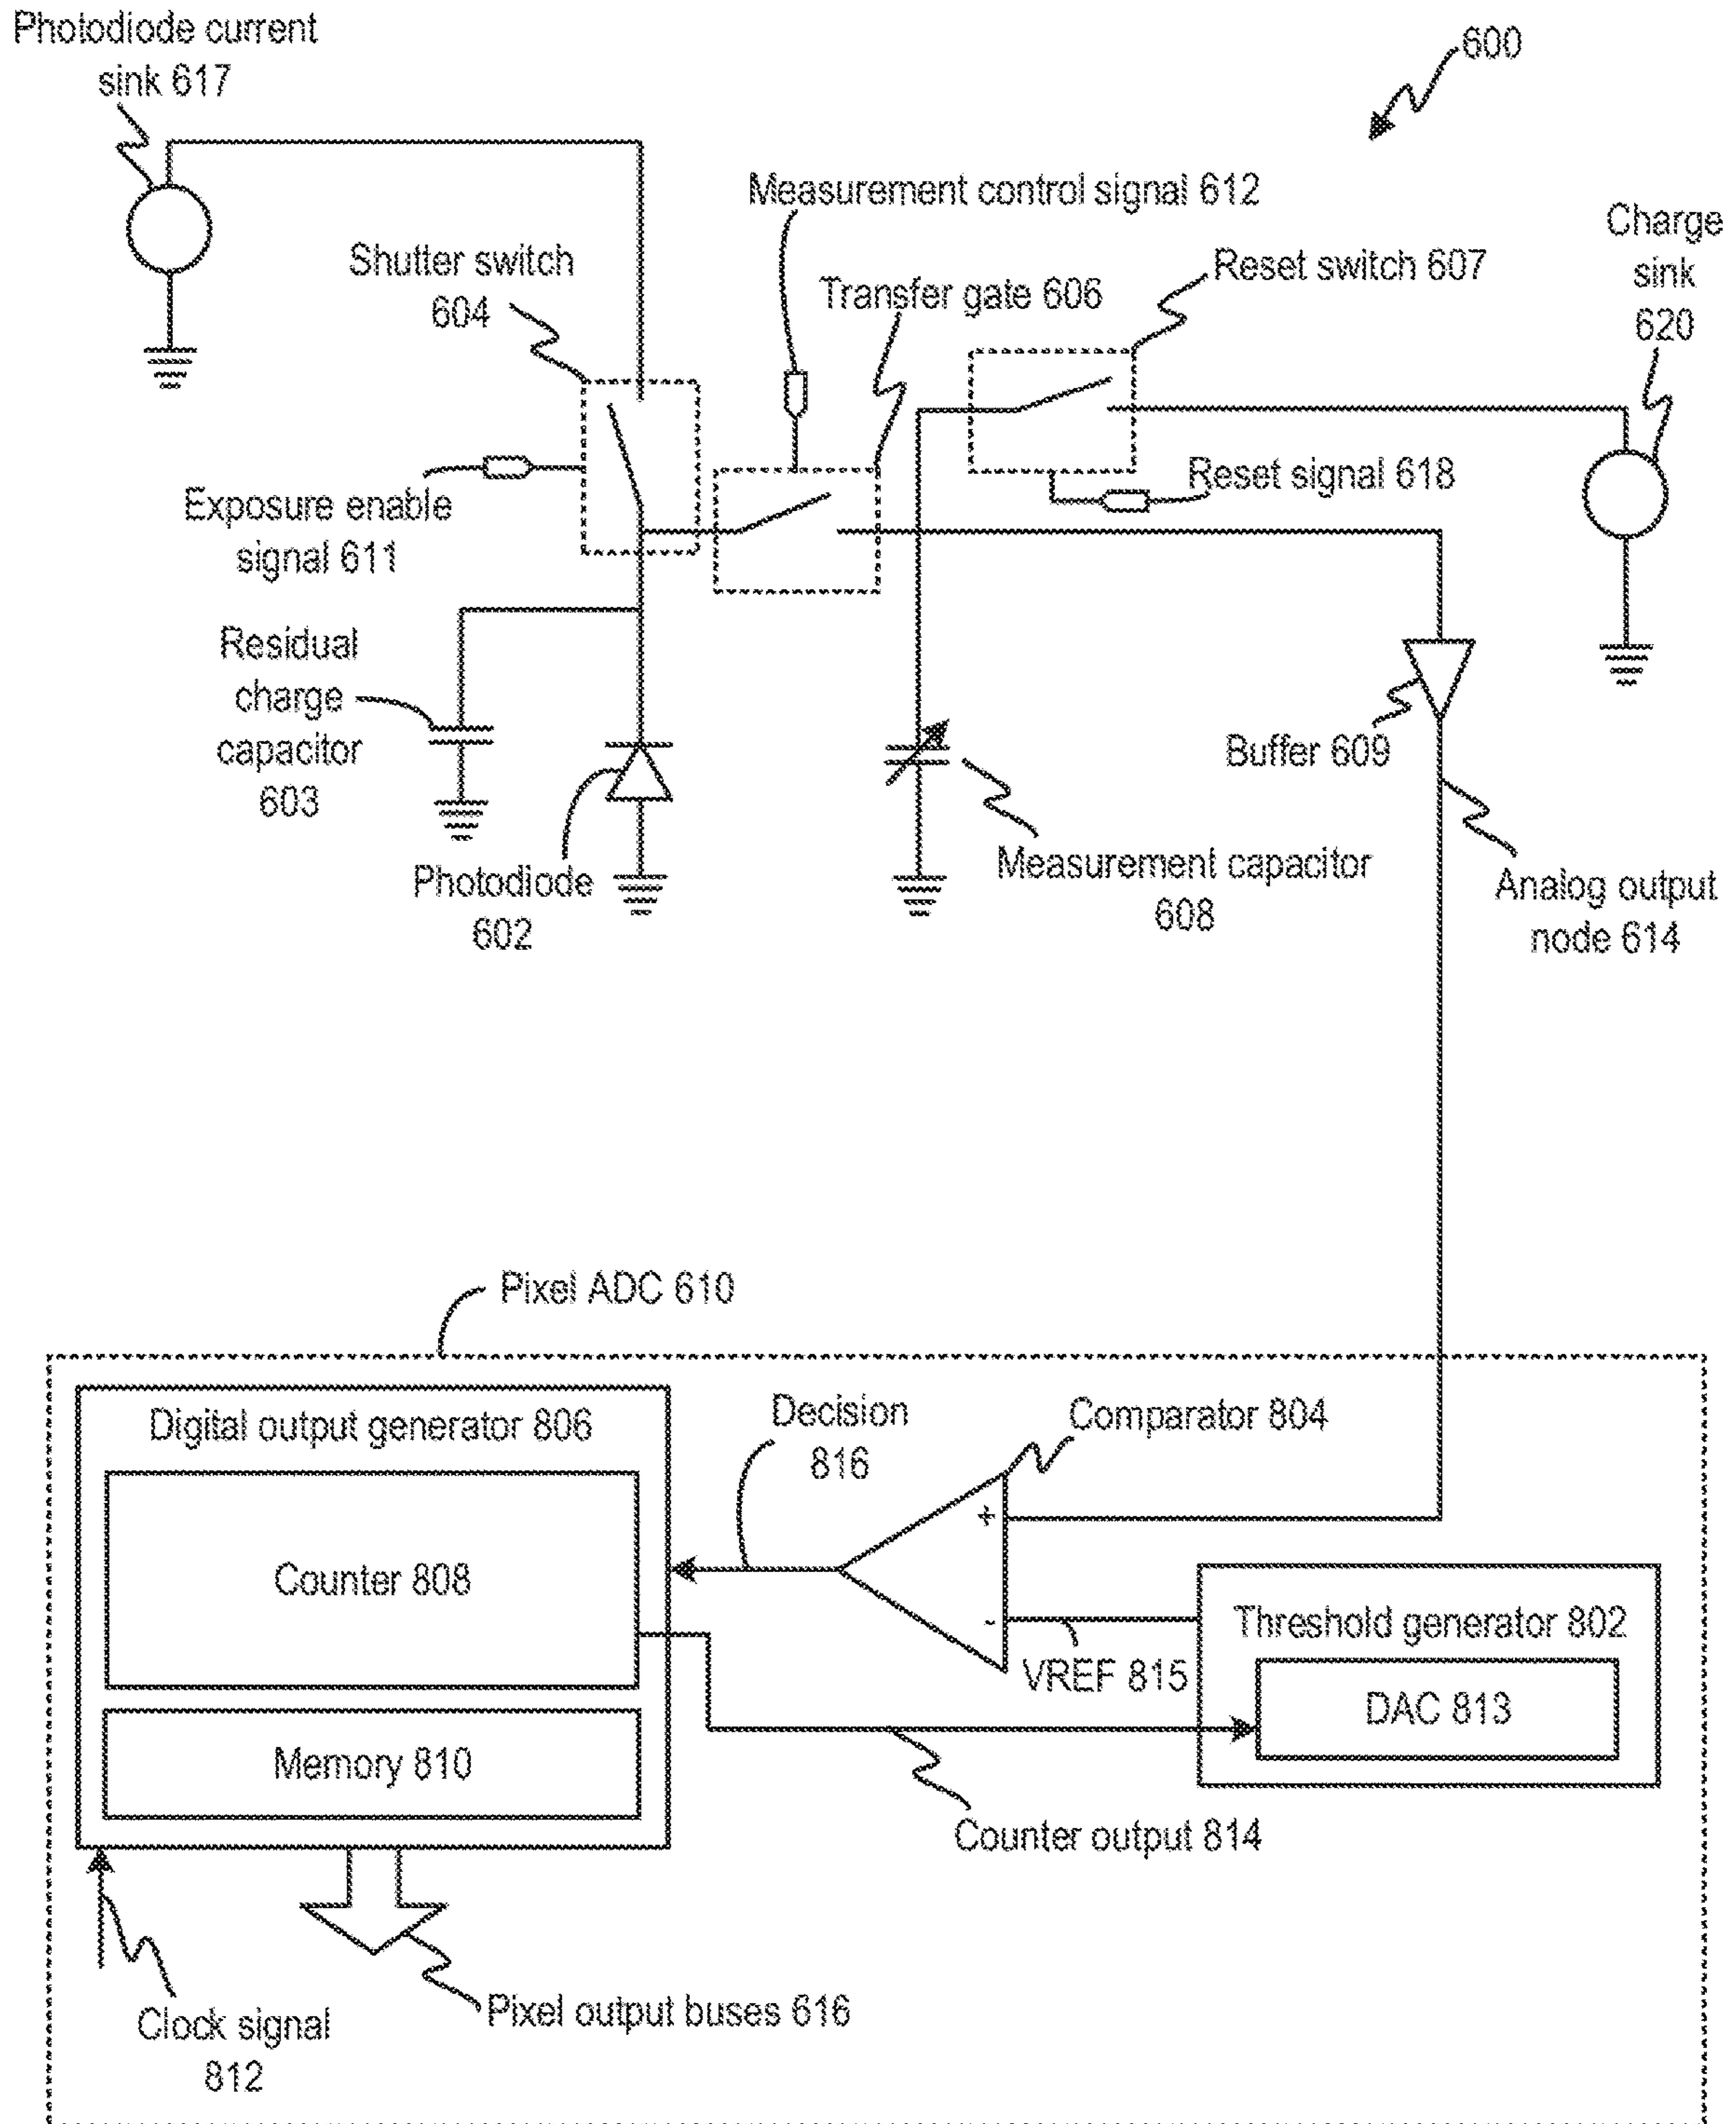 Photodiode current
sink 617
600
Measurement control signal 612
Charge
sink
620
Shutter switch
604
Transfer gate 606
Reset switch 607
Exposure enable
signal 611
Reset signal 618
Residual
charge
capacitor
603
Photodiode
602
Measurement capacitor
608
Buffer 609
Analog output
node 614
Pixel ADC 610
Digital output generator 806
Decision
816
Comparator 804
+
-
Counter 808
Threshold generator 802
VREF 815
DAC 813
Memory 810
Counter output 814
Clock signal
812
Pixel output buses 616